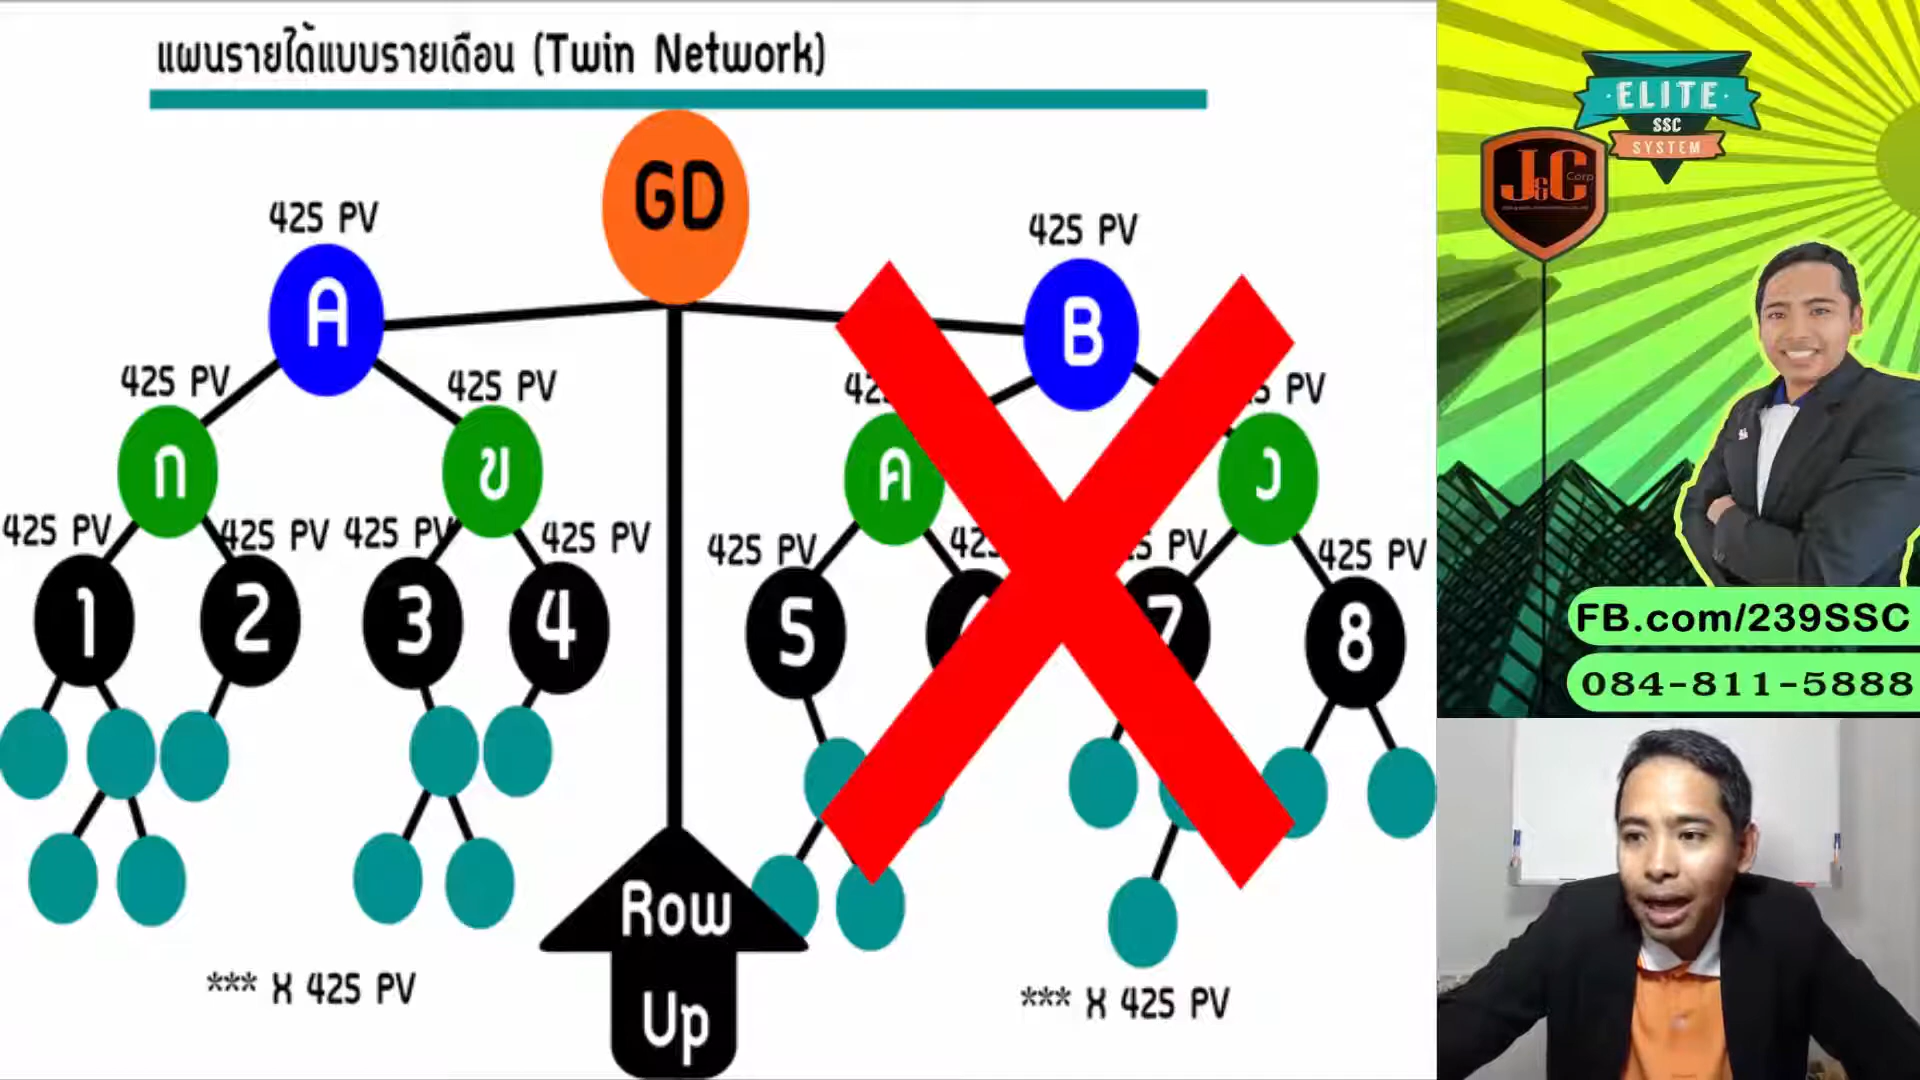 แผนรายได้แบบรายเดือน (Twin Network)
GD
425 PV
425 PV
A
B
425 PV
425 PV
PV
ก
ข
ค
ง
425 PV
425 PV
425 PV
425 PV
425 PV
PV
425 PV
1
2
3
4
5
7
8
*** X 425 PV
*** X 425 PV
Row
Up
ELITE
SSC
SYSTEM
J&C
Corp
FB.com/239SSC
084-811-5888